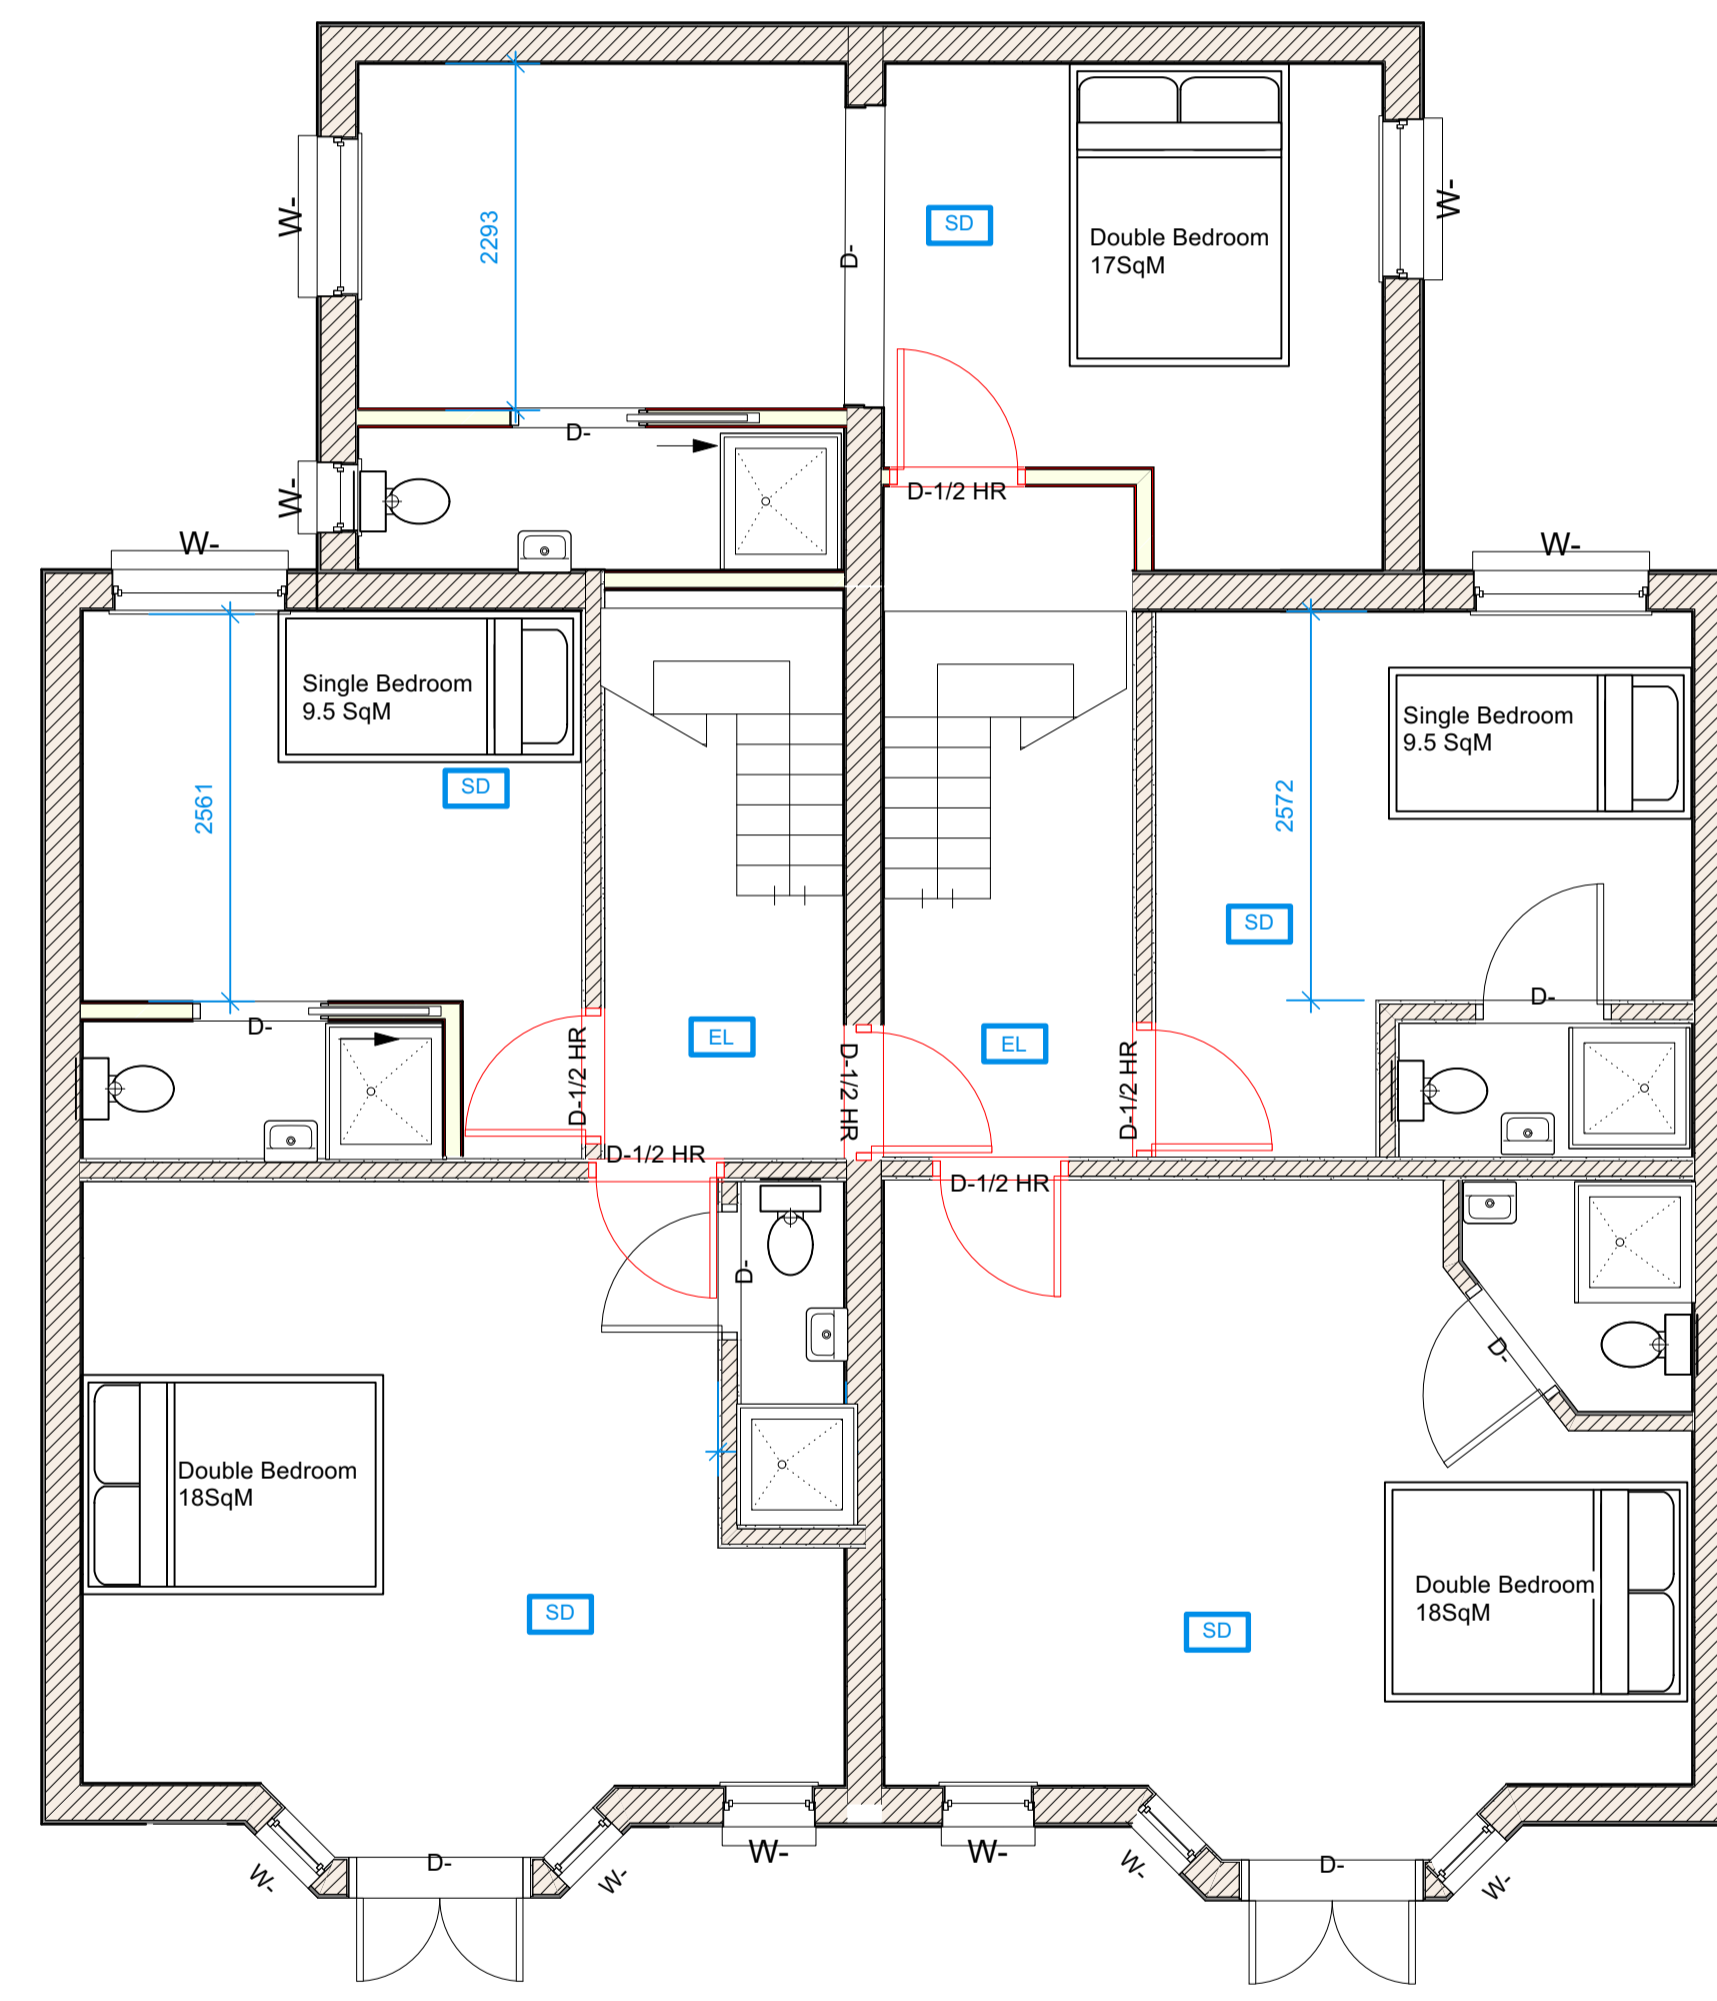 W-
2293
SD
D-
Double Bedroom
17SqM
W-
D-
W-
D-1/2 HR
W-
W-
Single Bedroom
9.5 SqM
SD
2561
Single Bedroom
9.5 SqM
2572
SD
D-
D-
EL
EL
D-1/2 HR
D-1/2 HR
D-1/2 HR
D-1/2 HR
D-1/2 HR
D-
D-
Double Bedroom
18SqM
SD
Double Bedroom
18SqM
SD
W-
D-
W-
W-
W-
W-
D-
W-